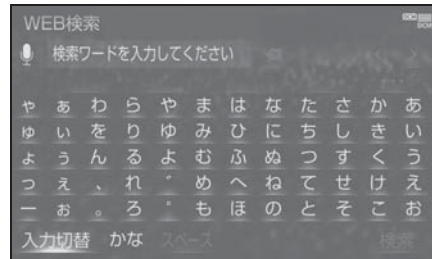 WEB検索
検索ワードを入力してください
ゃ ぁ わ ら や ま は な た さ か あ
ゅ ぃ を り ゆ み ひ に ち し き い
ょ ぅ ん る よ む ふ ぬ つ す く う
っ ぇ 、 れ ゛ め へ ね て せ け え
ー ぉ 。 ろ ゜ も ほ の と そ こ お
入力切替 かな スペース 検索